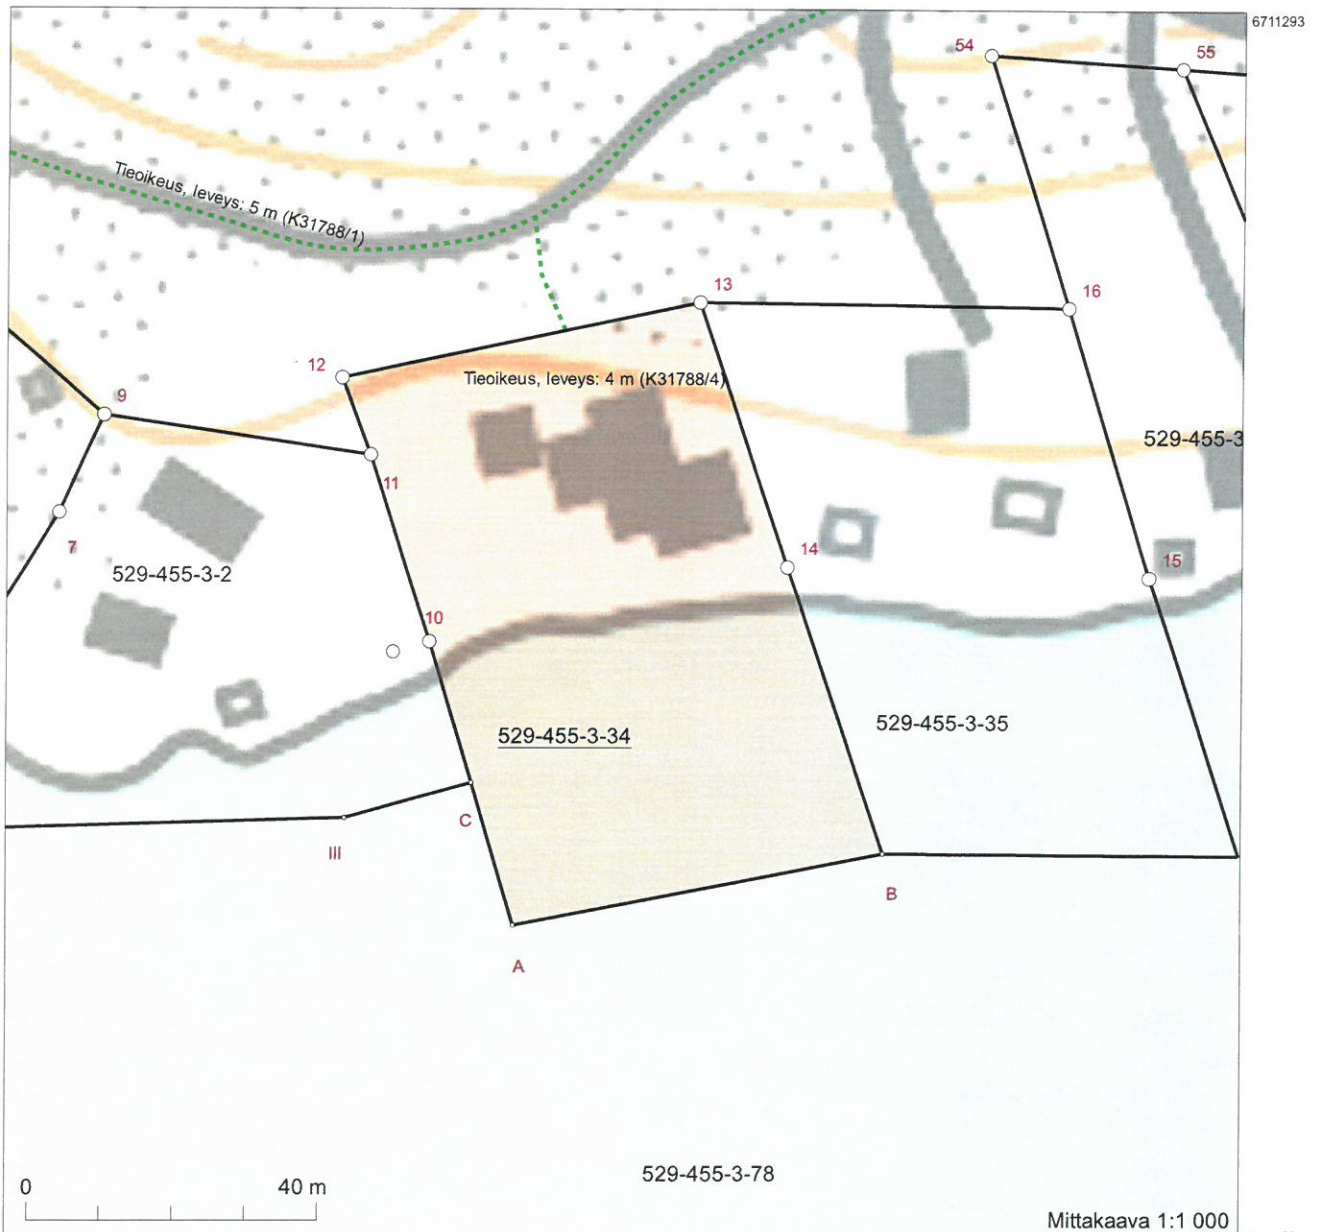 6711293
54
55
Tieoikeus, leveys: 5 m (K31788/1)
13
16
12
Tieoikeus, leveys: 4 m (K31788/4)
9
529-455-3
11
7
14
15
529-455-3-2
10
529-455-3-34
529-455-3-35
C
III
B
A
529-455-3-78
0 40 m
Mittakaava 1:1 000